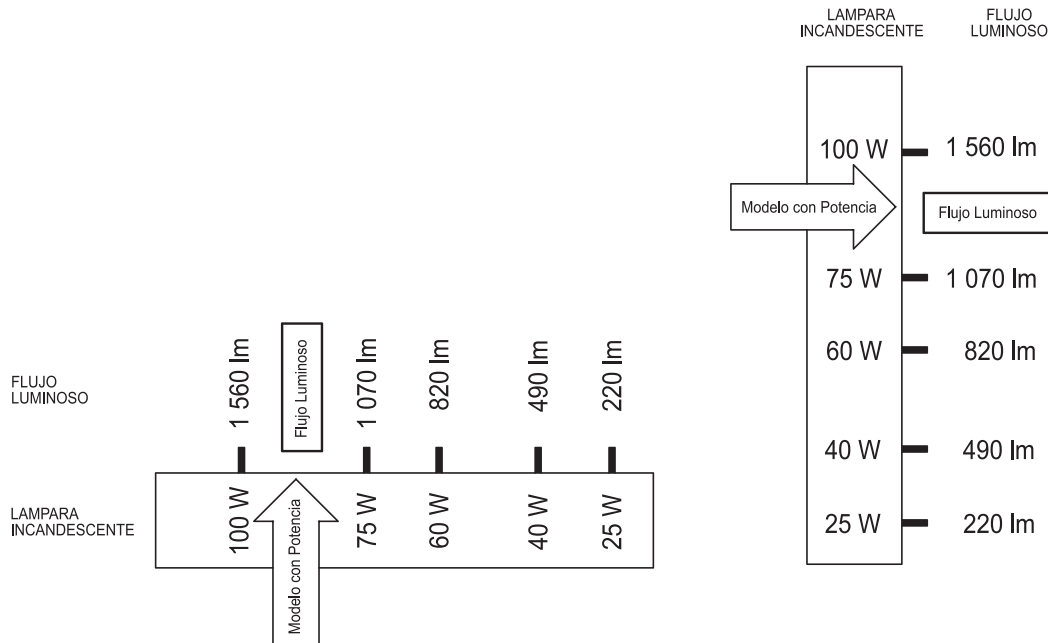 LAMPARA
INCANDESCENTE
FLUJO
LUMINOSO
100 W
1 560 lm
Modelo con Potencia
Flujo Luminoso
75 W
1 070 lm
60 W
820 lm
40 W
490 lm
25 W
220 lm
FLUJO
LUMINOSO
1 560 lm
Flujo Luminoso
1 070 lm
820 lm
490 lm
220 lm
LAMPARA
INCANDESCENTE
100 W
Modelo con Potencia
75 W
60 W
40 W
25 W